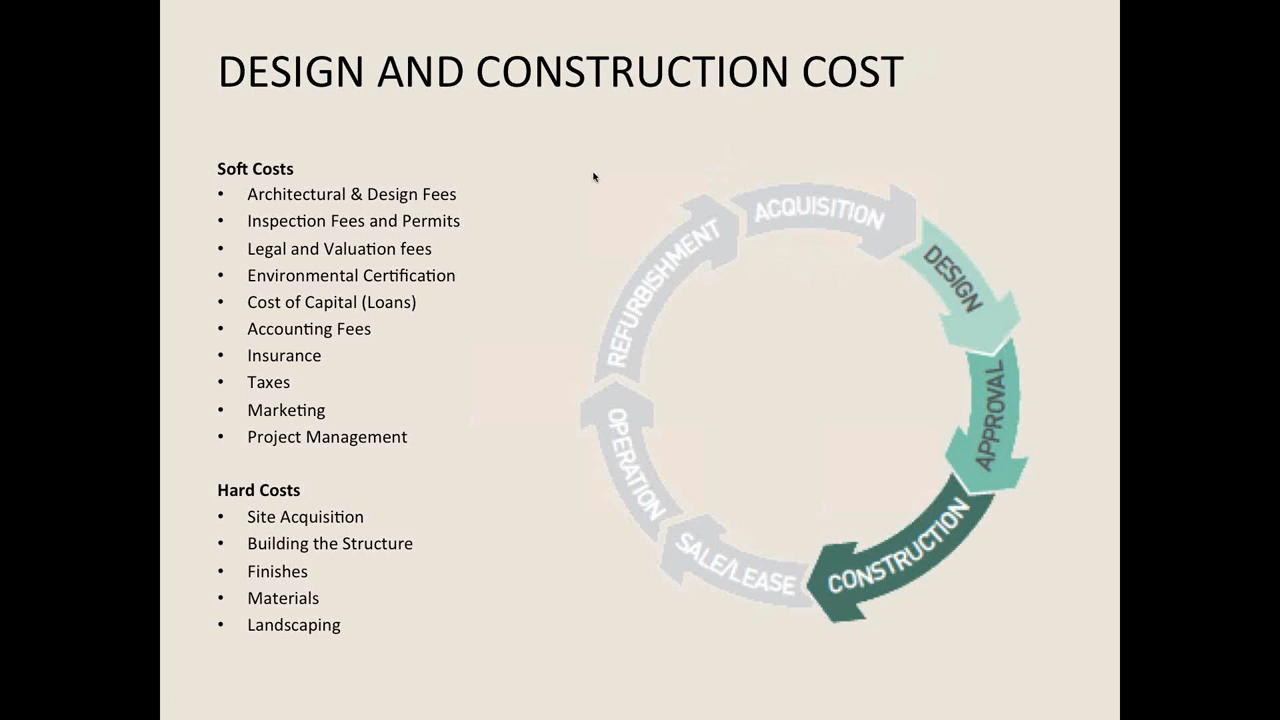 DESIGN AND CONSTRUCTION COST
Soft Costs
• Architectural & Design Fees
• Inspection Fees and Permits
• Legal and Valuation fees
• Environmental Certification
• Cost of Capital (Loans)
• Accounting Fees
• Insurance
• Taxes
• Marketing
• Project Management
Hard Costs
• Site Acquisition
• Building the Structure
• Finishes
• Materials
• Landscaping
ACQUISITION
DESIGN
APPROVAL
CONSTRUCTION
SALE/LEASE
OPERATION
REFURBISHMENT